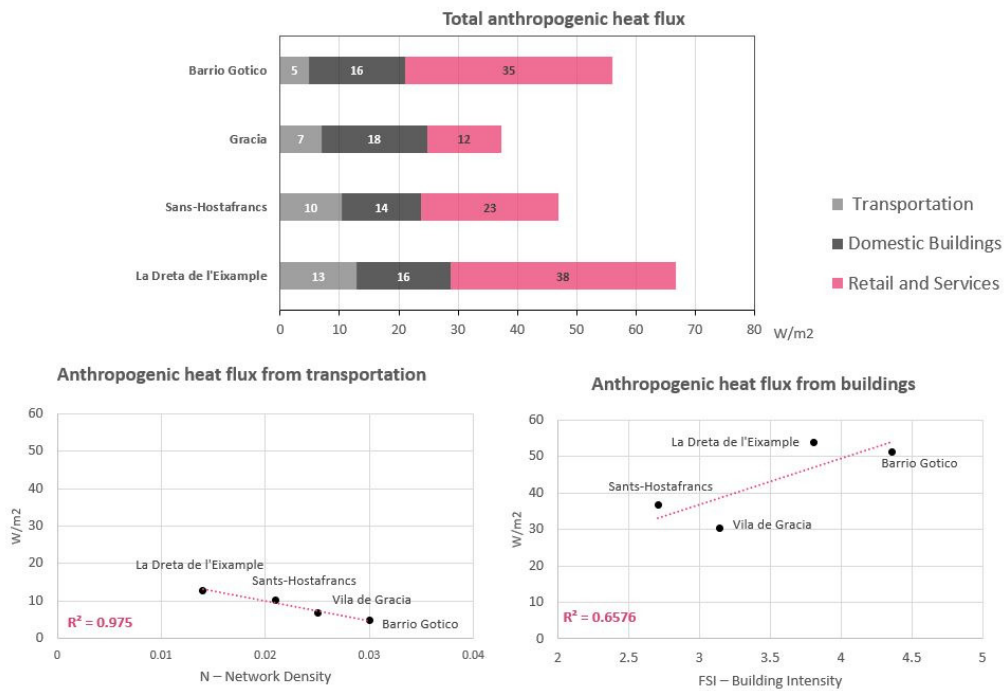 Total anthropogenic heat flux
Barrio Gotico
5 16 35
Gracia
7 18 12
Sans-Hostafrancs
10 14 23
La Dreta de l'Eixample
13 16 38
0 10 20 30 40 50 60 70 80
W/m2
Transportation
Domestic Buildings
Retail and Services
Anthropogenic heat flux from transportation
60
50
40
30
20
10
0
W/m2
La Dreta de l'Eixample
Sants-Hostafrancs
Vila de Gracia
Barrio Gotico
R² = 0.975
0 0.01 0.02 0.03 0.04
N – Network Density
Anthropogenic heat flux from buildings
60
50
40
30
20
10
0
W/m2
La Dreta de l'Eixample
Barrio Gotico
Sants-Hostafrancs
Vila de Gracia
R² = 0.6576
2 2.5 3 3.5 4 4.5 5
FSI – Building Intensity